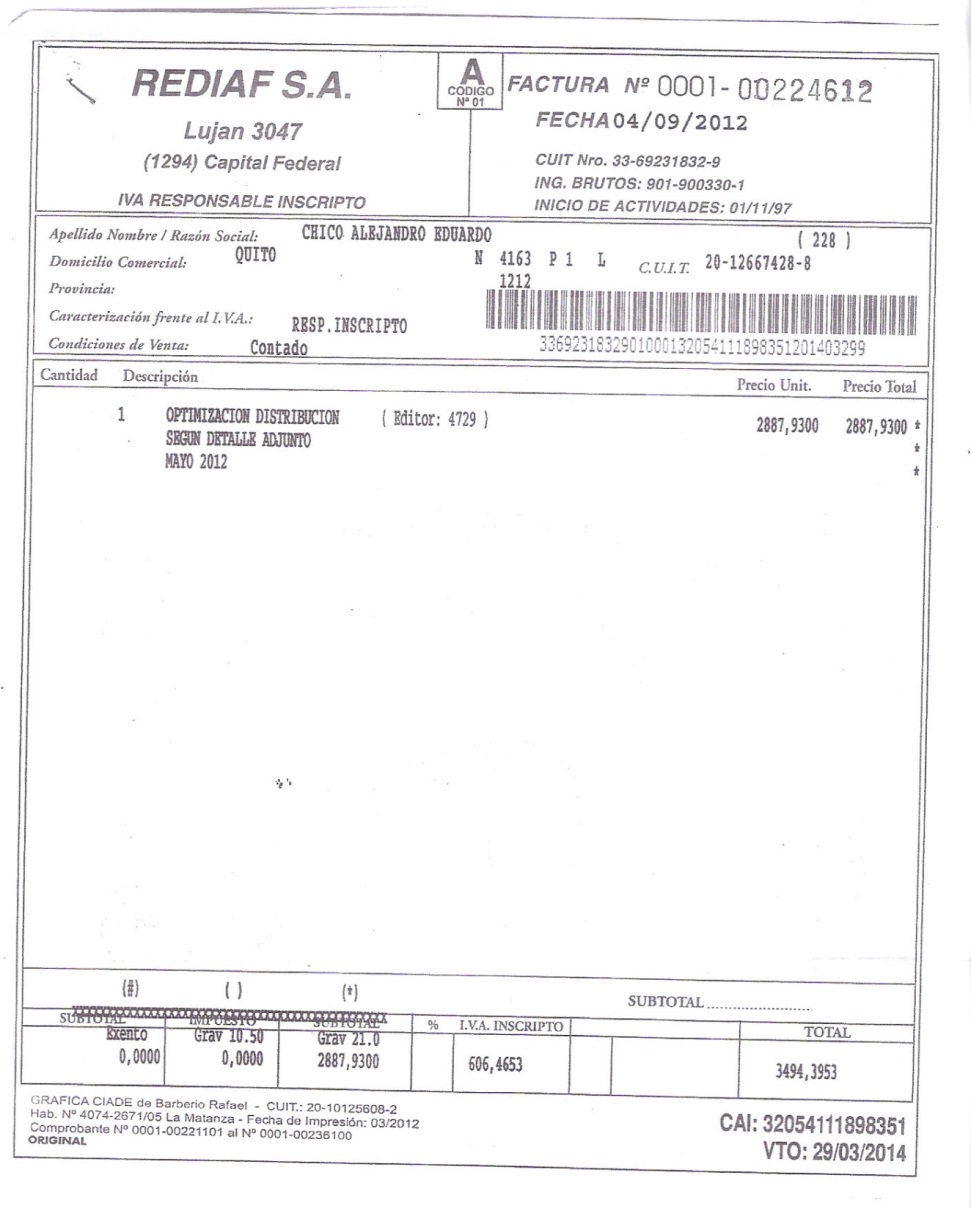 REDIAF S.A.
Lujan 3047
(1294) Capital Federal
IVA RESPONSABLE INSCRIPTO
A
CODIGO
Nº 01
FACTURA Nº 0001-00224612
FECHA 04/09/2012
CUIT Nro. 33-69231832-9
ING. BRUTOS: 901-900330-1
INICIO DE ACTIVIDADES: 01/11/97
Apellido Nombre / Razón Social: CHICO ALEJANDRO EDUARDO ( 228 )
Domicilio Comercial: QUITO N 4163 P 1 L C.U.I.T. 20-12667428-8
Provincia: 1212
Caracterización frente al I.V.A.: RESP.INSCRIPTO
Condiciones de Venta: Contado
3369231832901000132054111898351201403299
Cantidad Descripción Precio Unit. Precio Total
1 OPTIMIZACION DISTRIBUCION ( Editor: 4729 ) 2887,9300 2887,9300 *
SEGUN DETALLE ADJUNTO *
MAYO 2012 *
(#) ( ) (*) SUBTOTAL
SUBTOTAL IMPUESTO SUBTOTAL % I.V.A. INSCRIPTO TOTAL
Exento Grav 10.50 Grav 21.0
0,0000 0,0000 2887,9300 606,4653 3494,3953
GRAFICA CIADE de Barberio Rafael - CUIT.: 20-10125608-2
Hab. Nº 4074-2671/05 La Matanza - Fecha de Impresión: 03/2012
Comprobante Nº 0001-00221101 al Nº 0001-00236100
ORIGINAL
CAI: 32054111898351
VTO: 29/03/2014